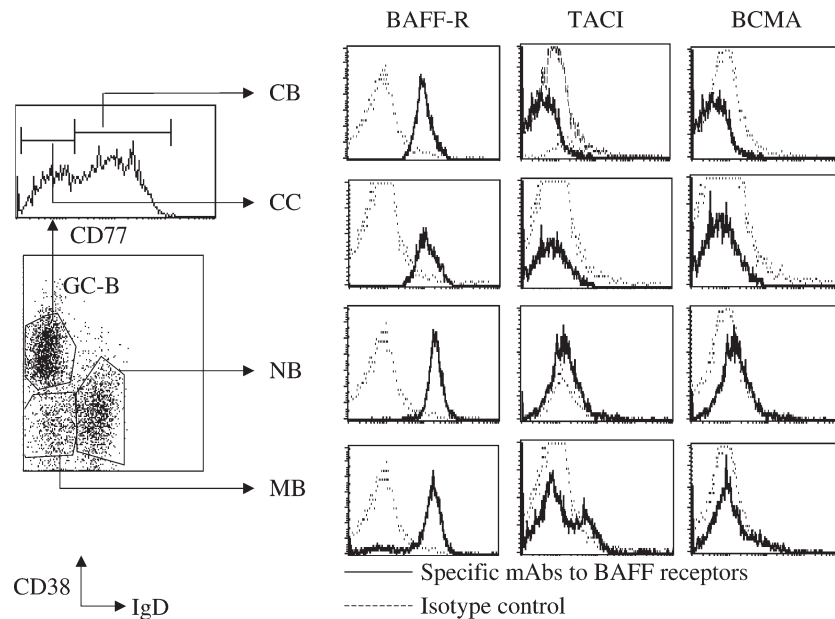 BAFF-R TACI BCMA
CB
CC
CD77
GC-B
NB
MB
CD38
IgD
Specific mAbs to BAFF receptors
Isotype control